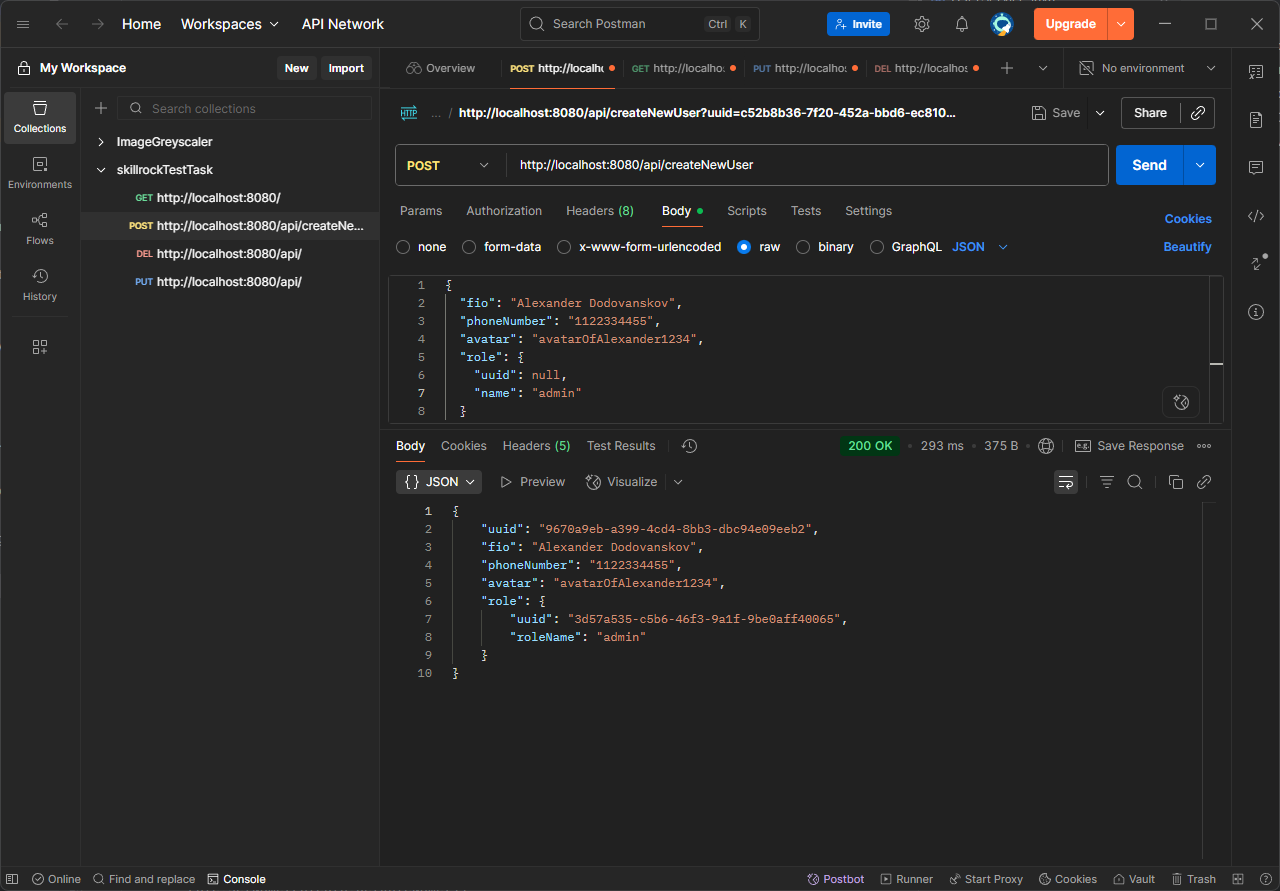 Home Workspaces API Network Search Postman Ctrl K Invite Upgrade
My Workspace New Import Overview POST http://localh GET http://localho: PUT http://localhos DEL http://localhos No environment
Collections
Search collections
HTTP ... / http://localhost:8080/api/createNewUser?uuid=c52b8b36-7f20-452a-bbd6-ec810... Save Share
ImageGreyscaler
skillrockTestTask
GET http://localhost:8080/
POST http://localhost:8080/api/createNe...
DEL http://localhost:8080/api/
PUT http://localhost:8080/api/
Environments
Flows
History
POST http://localhost:8080/api/createNewUser Send
Params Authorization Headers (8) Body Scripts Tests Settings Cookies
none form-data x-www-form-urlencoded raw binary GraphQL JSON Beautify
1 {
2 "fio": "Alexander Dodovanskov",
3 "phoneNumber": "1122334455",
4 "avatar": "avatarOfAlexander1234",
5 "role": {
6 "uuid": null,
7 "name": "admin"
8 }
Body Cookies Headers (5) Test Results 200 OK • 293 ms • 375 B • e.g. Save Response
{} JSON Preview Visualize
1 {
2 "uuid": "9670a9eb-a399-4cd4-8bb3-dbc94e09eeb2",
3 "fio": "Alexander Dodovanskov",
4 "phoneNumber": "1122334455",
5 "avatar": "avatarOfAlexander1234",
6 "role": {
7 "uuid": "3d57a535-c5b6-46f3-9a1f-9be0aff40065",
8 "roleName": "admin"
9 }
10 }
Online Find and replace Console Postbot Runner Start Proxy Cookies Vault Trash